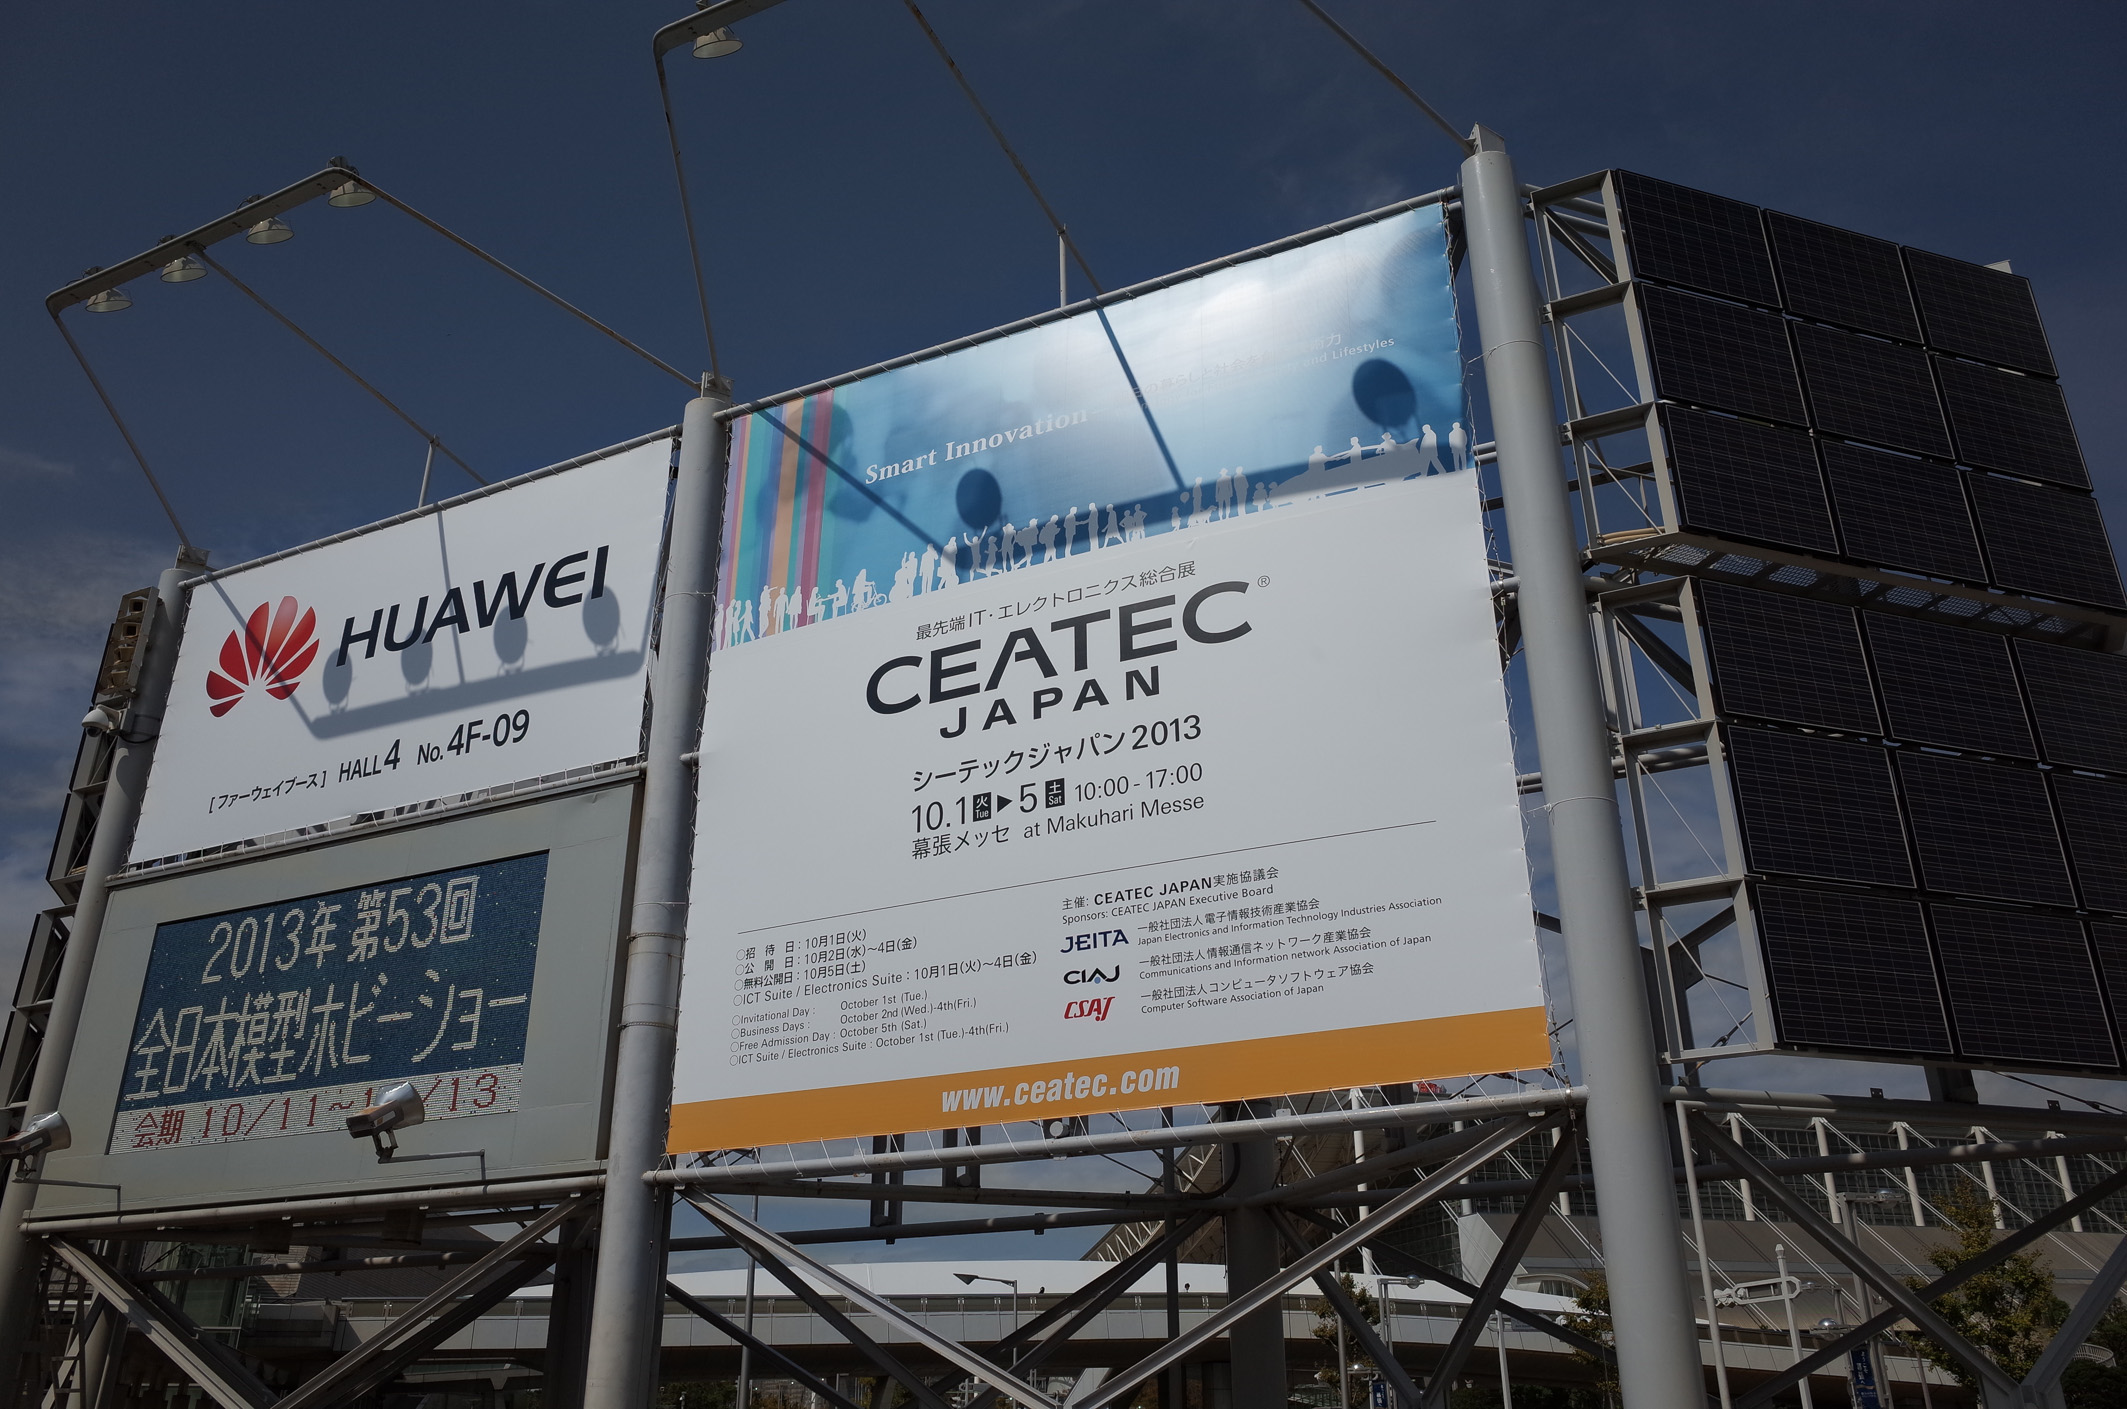 HUAWEI
[ファーウェイブース] HALL4 No.4F-09
2013年 第53回
全日本模型ホビーショー
会期 10/11~1 /13
Smart Innovation
力
and Lifestyles
最先端IT・エレクトロニクス総合展
CEATEC®
JAPAN
シーテックジャパン2013
10.1 火 Tue ▶ 5 土 Sat 10:00 - 17:00
幕張メッセ at Makuhari Messe
○招 待 日：10月1日(火)
○公 開 日：10月2日(水)～4日(金)
○無料公開日：10月5日(土)
○ICT Suite / Electronics Suite：10月1日(火)～4日(金)
○Invitational Day : October 1st (Tue.)
○Business Days : October 2nd (Wed.)-4th(Fri.)
○Free Admission Day : October 5th (Sat.)
○ICT Suite / Electronics Suite : October 1st (Tue.)-4th(Fri.)
主催: CEATEC JAPAN実施協議会
Sponsors: CEATEC JAPAN Executive Board
JEITA 一般社団法人電子情報技術産業協会
Japan Electronics and Information Technology Industries Association
CIAJ 一般社団法人情報通信ネットワーク産業協会
Communications and Information network Association of Japan
CSAJ 一般社団法人コンピュータソフトウェア協会
Computer Software Association of Japan
www.ceatec.com